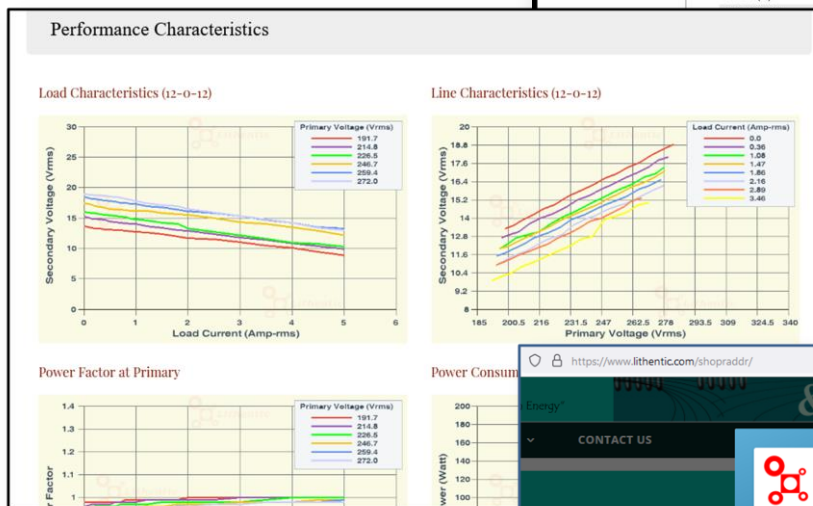 Performance Characteristics
Load Characteristics (12-0-12)
30
25
20
15
10
5
0
Secondary Voltage (Vrms)
0 1 2 3 4 5 6
Load Current (Amp-rms)
Primary Voltage (Vrms)
191.7
214.8
226.5
246.7
259.4
272.0
Lithentic
Line Characteristics (12-0-12)
20
18.8
17.6
16.4
15.2
14
12.8
11.6
10.4
9.2
8
Secondary Voltage (Vrms)
185 200.5 216 231.5 247 262.5 278 293.5 309 324.5 340
Primary Voltage (Vrms)
Load Current (Amp-rms)
0.0
0.36
1.08
1.47
1.86
2.16
2.89
3.46
Power Factor at Primary
1.4
1.3
1.2
1.1
1
Factor
Primary Voltage (Vrms)
191.7
214.8
226.5
246.7
259.4
272.0
Power Consum
200
180
160
140
120
100
wer (Watt)
https://www.lithentic.com/shopraddr/
Energy"
CONTACT US
&